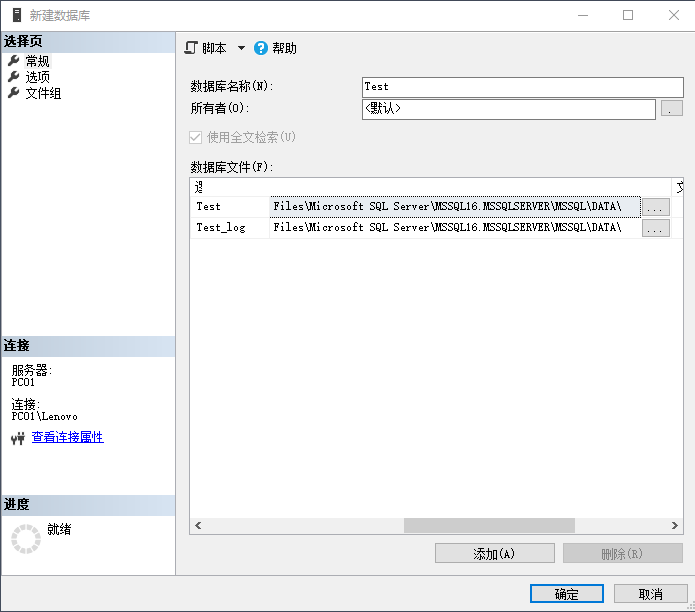 新建数据库
选择页
常规
选项
文件组
脚本 帮助
数据库名称(N): Test
所有者(O): <默认> .
使用全文检索(U)
数据库文件(F):
Test Files\Microsoft SQL Server\MSSQL16.MSSQLSERVER\MSSQL\DATA\ ...
Test_log Files\Microsoft SQL Server\MSSQL16.MSSQLSERVER\MSSQL\DATA\ ...
连接
服务器:
PC01
连接:
PC01\Lenovo
查看连接属性
进度
就绪
添加(A) 删除(R)
确定 取消